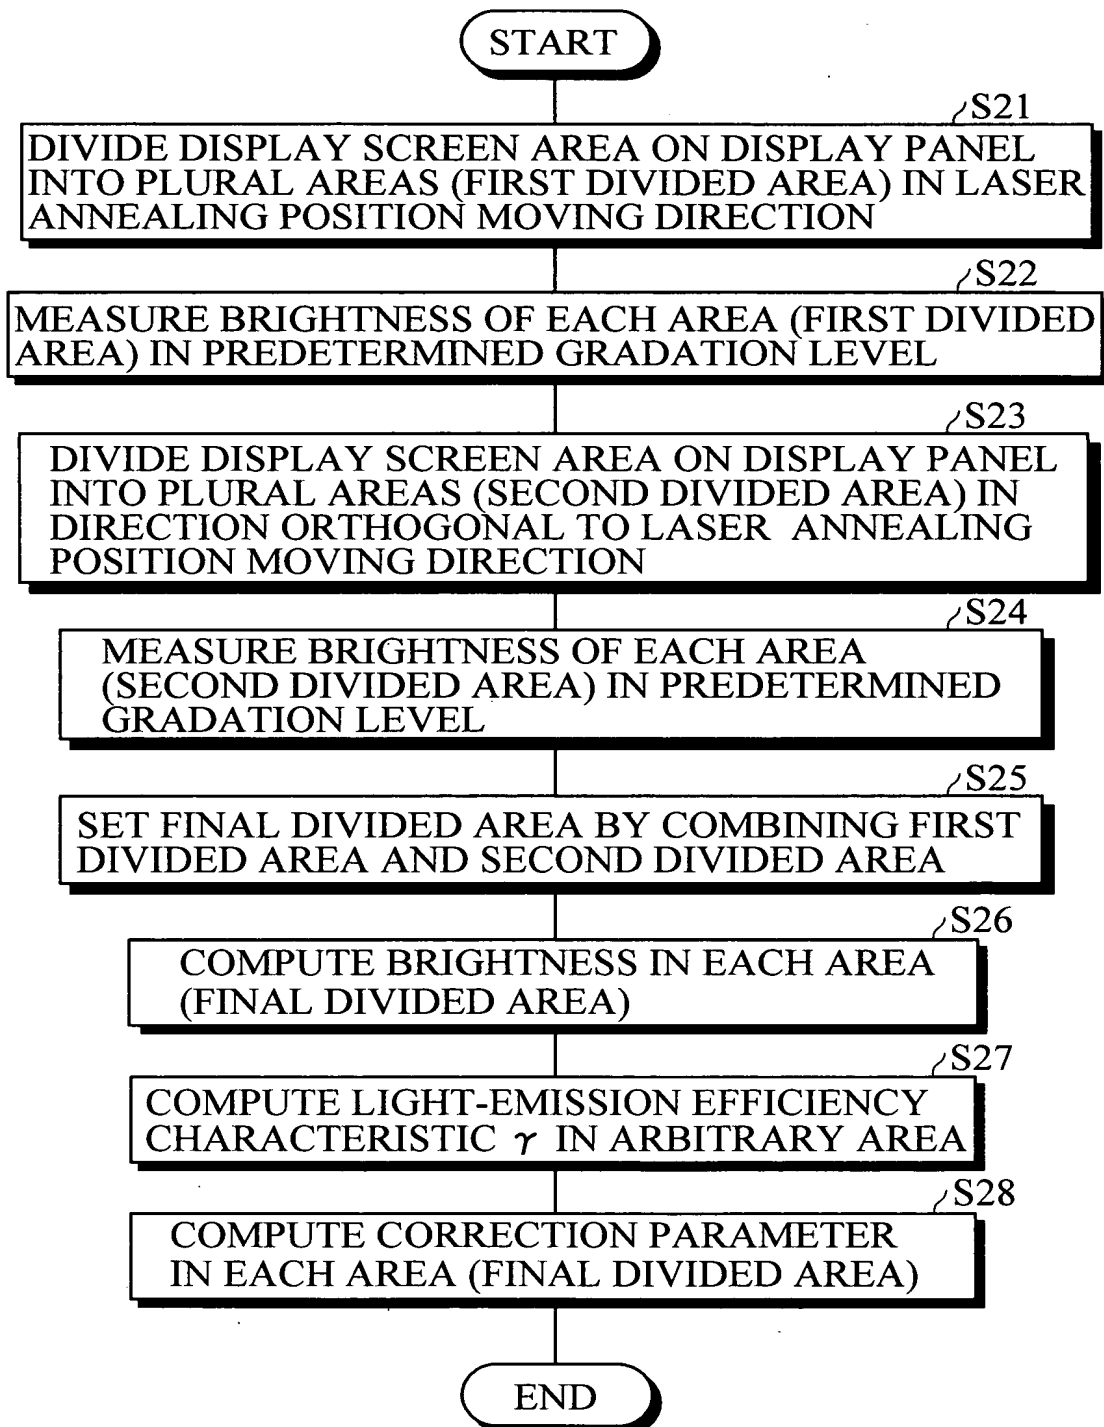 START
S21
DIVIDE DISPLAY SCREEN AREA ON DISPLAY PANEL
INTO PLURAL AREAS (FIRST DIVIDED AREA) IN LASER
ANNEALING POSITION MOVING DIRECTION
S22
MEASURE BRIGHTNESS OF EACH AREA (FIRST DIVIDED
AREA) IN PREDETERMINED GRADATION LEVEL
S23
DIVIDE DISPLAY SCREEN AREA ON DISPLAY PANEL
INTO PLURAL AREAS (SECOND DIVIDED AREA) IN
DIRECTION ORTHOGONAL TO LASER ANNEALING
POSITION MOVING DIRECTION
S24
MEASURE BRIGHTNESS OF EACH AREA
(SECOND DIVIDED AREA) IN PREDETERMINED
GRADATION LEVEL
S25
SET FINAL DIVIDED AREA BY COMBINING FIRST
DIVIDED AREA AND SECOND DIVIDED AREA
S26
COMPUTE BRIGHTNESS IN EACH AREA
(FINAL DIVIDED AREA)
S27
COMPUTE LIGHT-EMISSION EFFICIENCY
CHARACTERISTIC γ IN ARBITRARY AREA
S28
COMPUTE CORRECTION PARAMETER
IN EACH AREA (FINAL DIVIDED AREA)
END